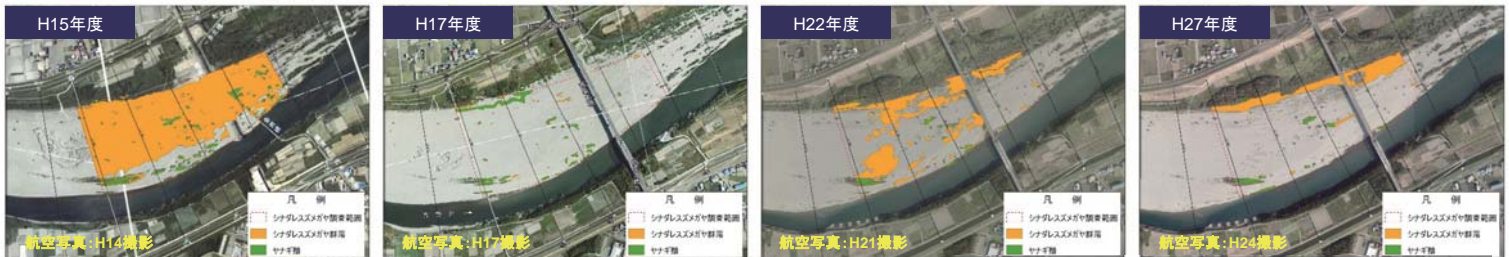 H15年度
凡 例
シナダレスズメガヤ調査範囲
シナダレスズメガヤ群落
ヤナギ類
航空写真:H14撮影
H17年度
凡 例
シナダレスズメガヤ調査範囲
シナダレスズメガヤ群落
ヤナギ類
航空写真:H17撮影
H22年度
凡 例
シナダレスズメガヤ調査範囲
シナダレスズメガヤ群落
ヤナギ類
航空写真:H21撮影
H27年度
凡 例
シナダレスズメガヤ調査範囲
シナダレスズメガヤ群落
ヤナギ類
航空写真:H24撮影